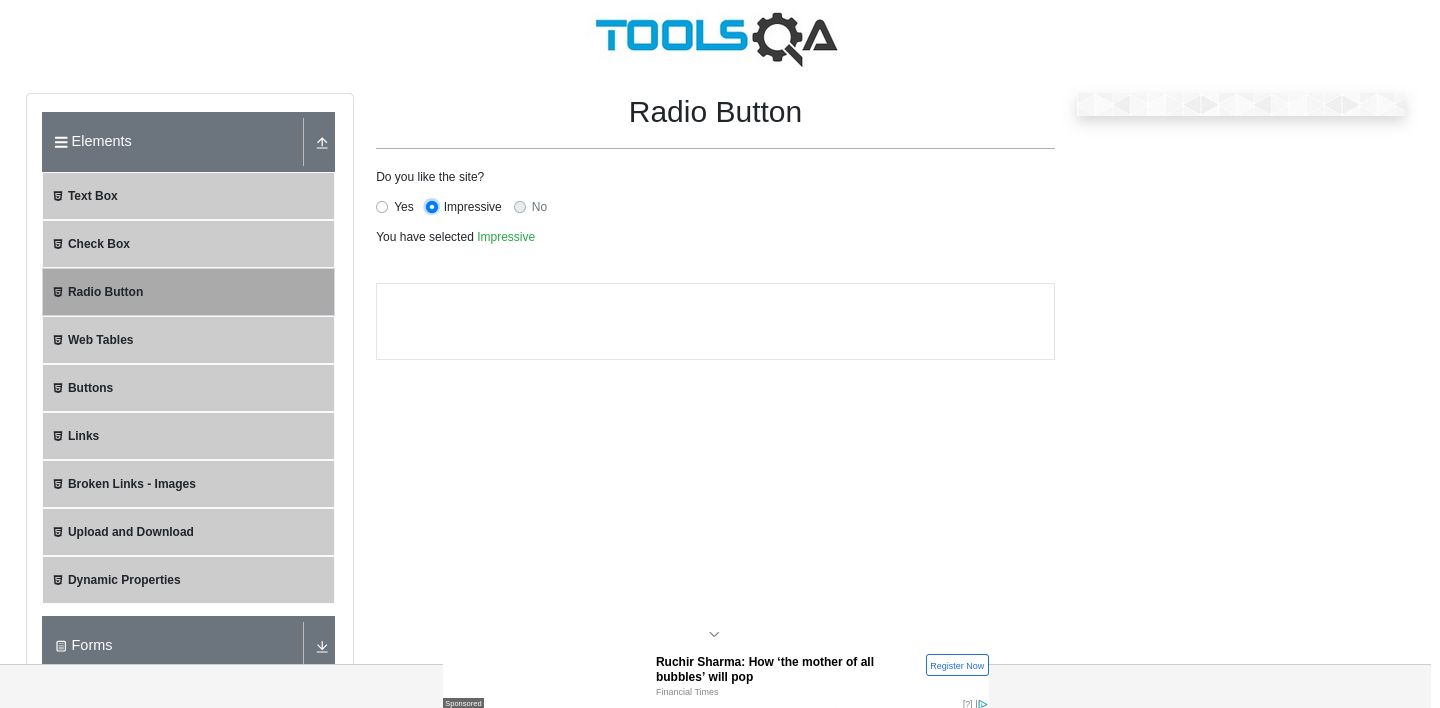 TOOLSQA
Elements
Text Box
Check Box
Radio Button
Web Tables
Buttons
Links
Broken Links - Images
Upload and Download
Dynamic Properties
Forms
Radio Button
Do you like the site?
Yes Impressive No
You have selected Impressive
Ruchir Sharma: How ‘the mother of all
bubbles’ will pop
Financial Times
Register Now
Sponsored
[?]